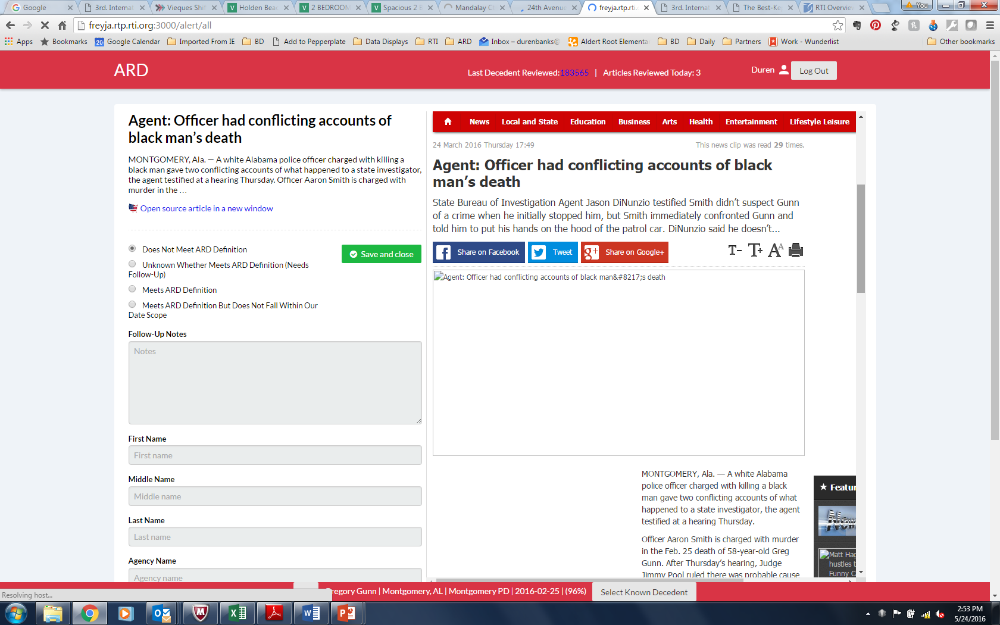 Google
3rd. Internat
Vieques Shif
Holden Beac
2 BEDROOM
Spacious 2 B
Mandalay C
24th Avenue
freyja.rtp.rti.
3rd. Internat
The Best-Ke
RTI Overview
You
freyja.rtp.rti.org:3000/alert/all
Apps
Bookmarks
20
Google Calendar
Imported From IE
BD
Add to Pepperplate
Data Displays
RTI
ARD
Inbox – durenbanks@
Aldert Root Elementa
BD
Daily
Partners
Work - Wunderlist
Other bookmarks
ARD
Last Decedent Reviewed:183565 | Articles Reviewed Today: 3
Duren
Log Out
Agent: Officer had conflicting accounts of
black man’s death
MONTGOMERY, Ala. — A white Alabama police officer charged with killing a
black man gave two conflicting accounts of what happened to a state investigator,
the agent testified at a hearing Thursday. Officer Aaron Smith is charged with
murder in the …
Open source article in a new window
Does Not Meet ARD Definition
Save and close
Unknown Whether Meets ARD Definition (Needs
Follow-Up)
Meets ARD Definition
Meets ARD Definition But Does Not Fall Within Our
Date Scope
Follow-Up Notes
Notes
First Name
First name
Middle Name
Middle name
Last Name
Last name
Agency Name
Agency name
News
Local and State
Education
Business
Arts
Health
Entertainment
Lifestyle Leisure
24 March 2016 Thursday 17:49
This news clip was read 29 times.
Agent: Officer had conflicting accounts of black
man’s death
State Bureau of Investigation Agent Jason DiNunzio testified Smith didn’t suspect Gunn
of a crime when he initially stopped him, but Smith immediately confronted Gunn and
told him to put his hands on the hood of the patrol car. DiNunzio said he doesn’t...
Share on Facebook
Tweet
Share on Google+
T- T+ AA
Agent: Officer had conflicting accounts of black man&#8217;s death
MONTGOMERY, Ala. — A white Alabama
police officer charged with killing a black
man gave two conflicting accounts of what
happened to a state investigator, the agent
testified at a hearing Thursday.
Officer Aaron Smith is charged with murder
in the Feb. 25 death of 58-year-old Greg
Gunn. After Thursday’s hearing, Judge
Jimmy Pool ruled there was probable cause
★ Featur
Matt Hag
hustles t
Funny C
Gregory Gunn | Montgomery, AL | Montgomery PD | 2016-02-25 | (96%)
Select Known Decedent
Resolving host...
2:53 PM
5/24/2016